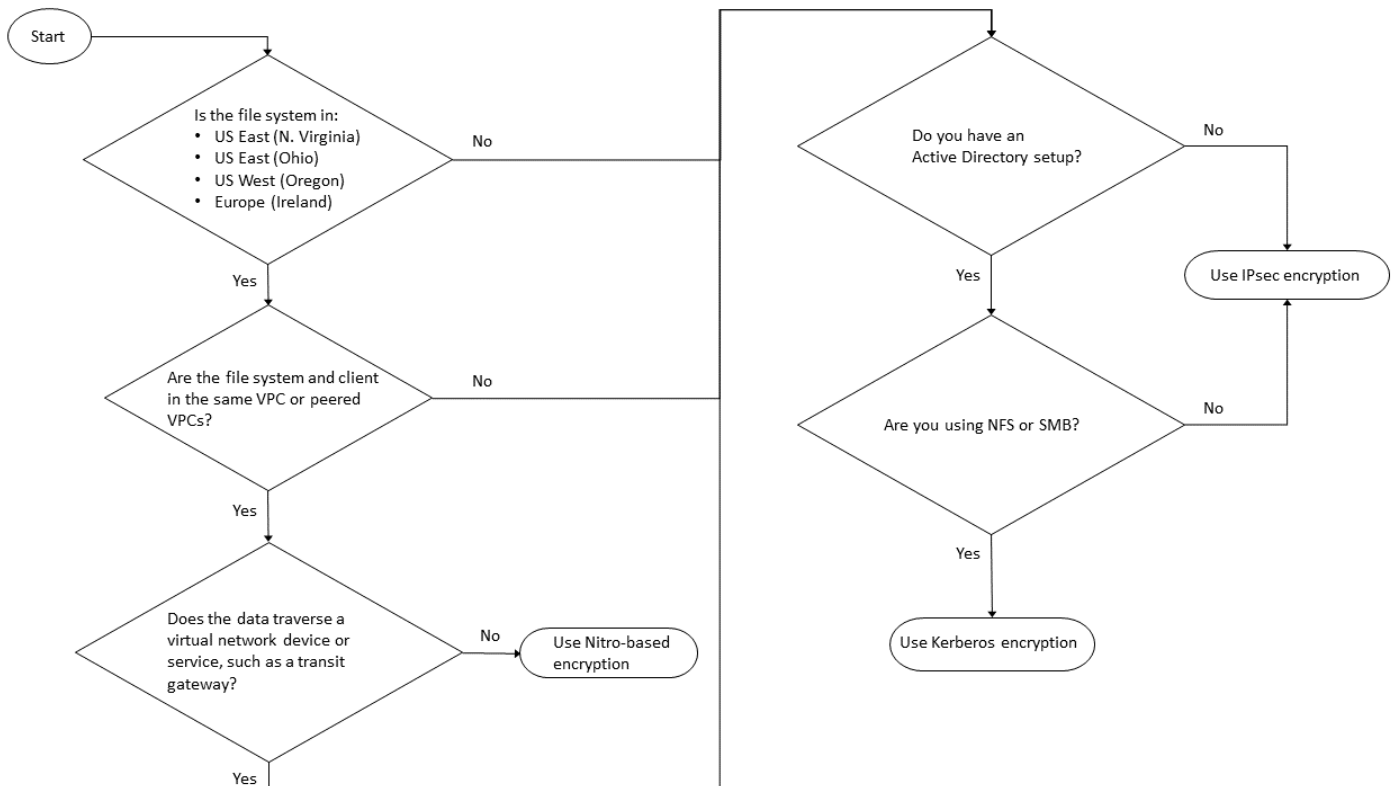 Start
Is the file system in:
• US East (N. Virginia)
• US East (Ohio)
• US West (Oregon)
• Europe (Ireland)
No
Yes
Are the file system and client
in the same VPC or peered
VPCs?
No
Yes
Does the data traverse a
virtual network device or
service, such as a transit
gateway?
No
Use Nitro-based
encryption
Yes
Do you have an
Active Directory setup?
No
Yes
Use IPsec encryption
Are you using NFS or SMB?
No
Yes
Use Kerberos encryption